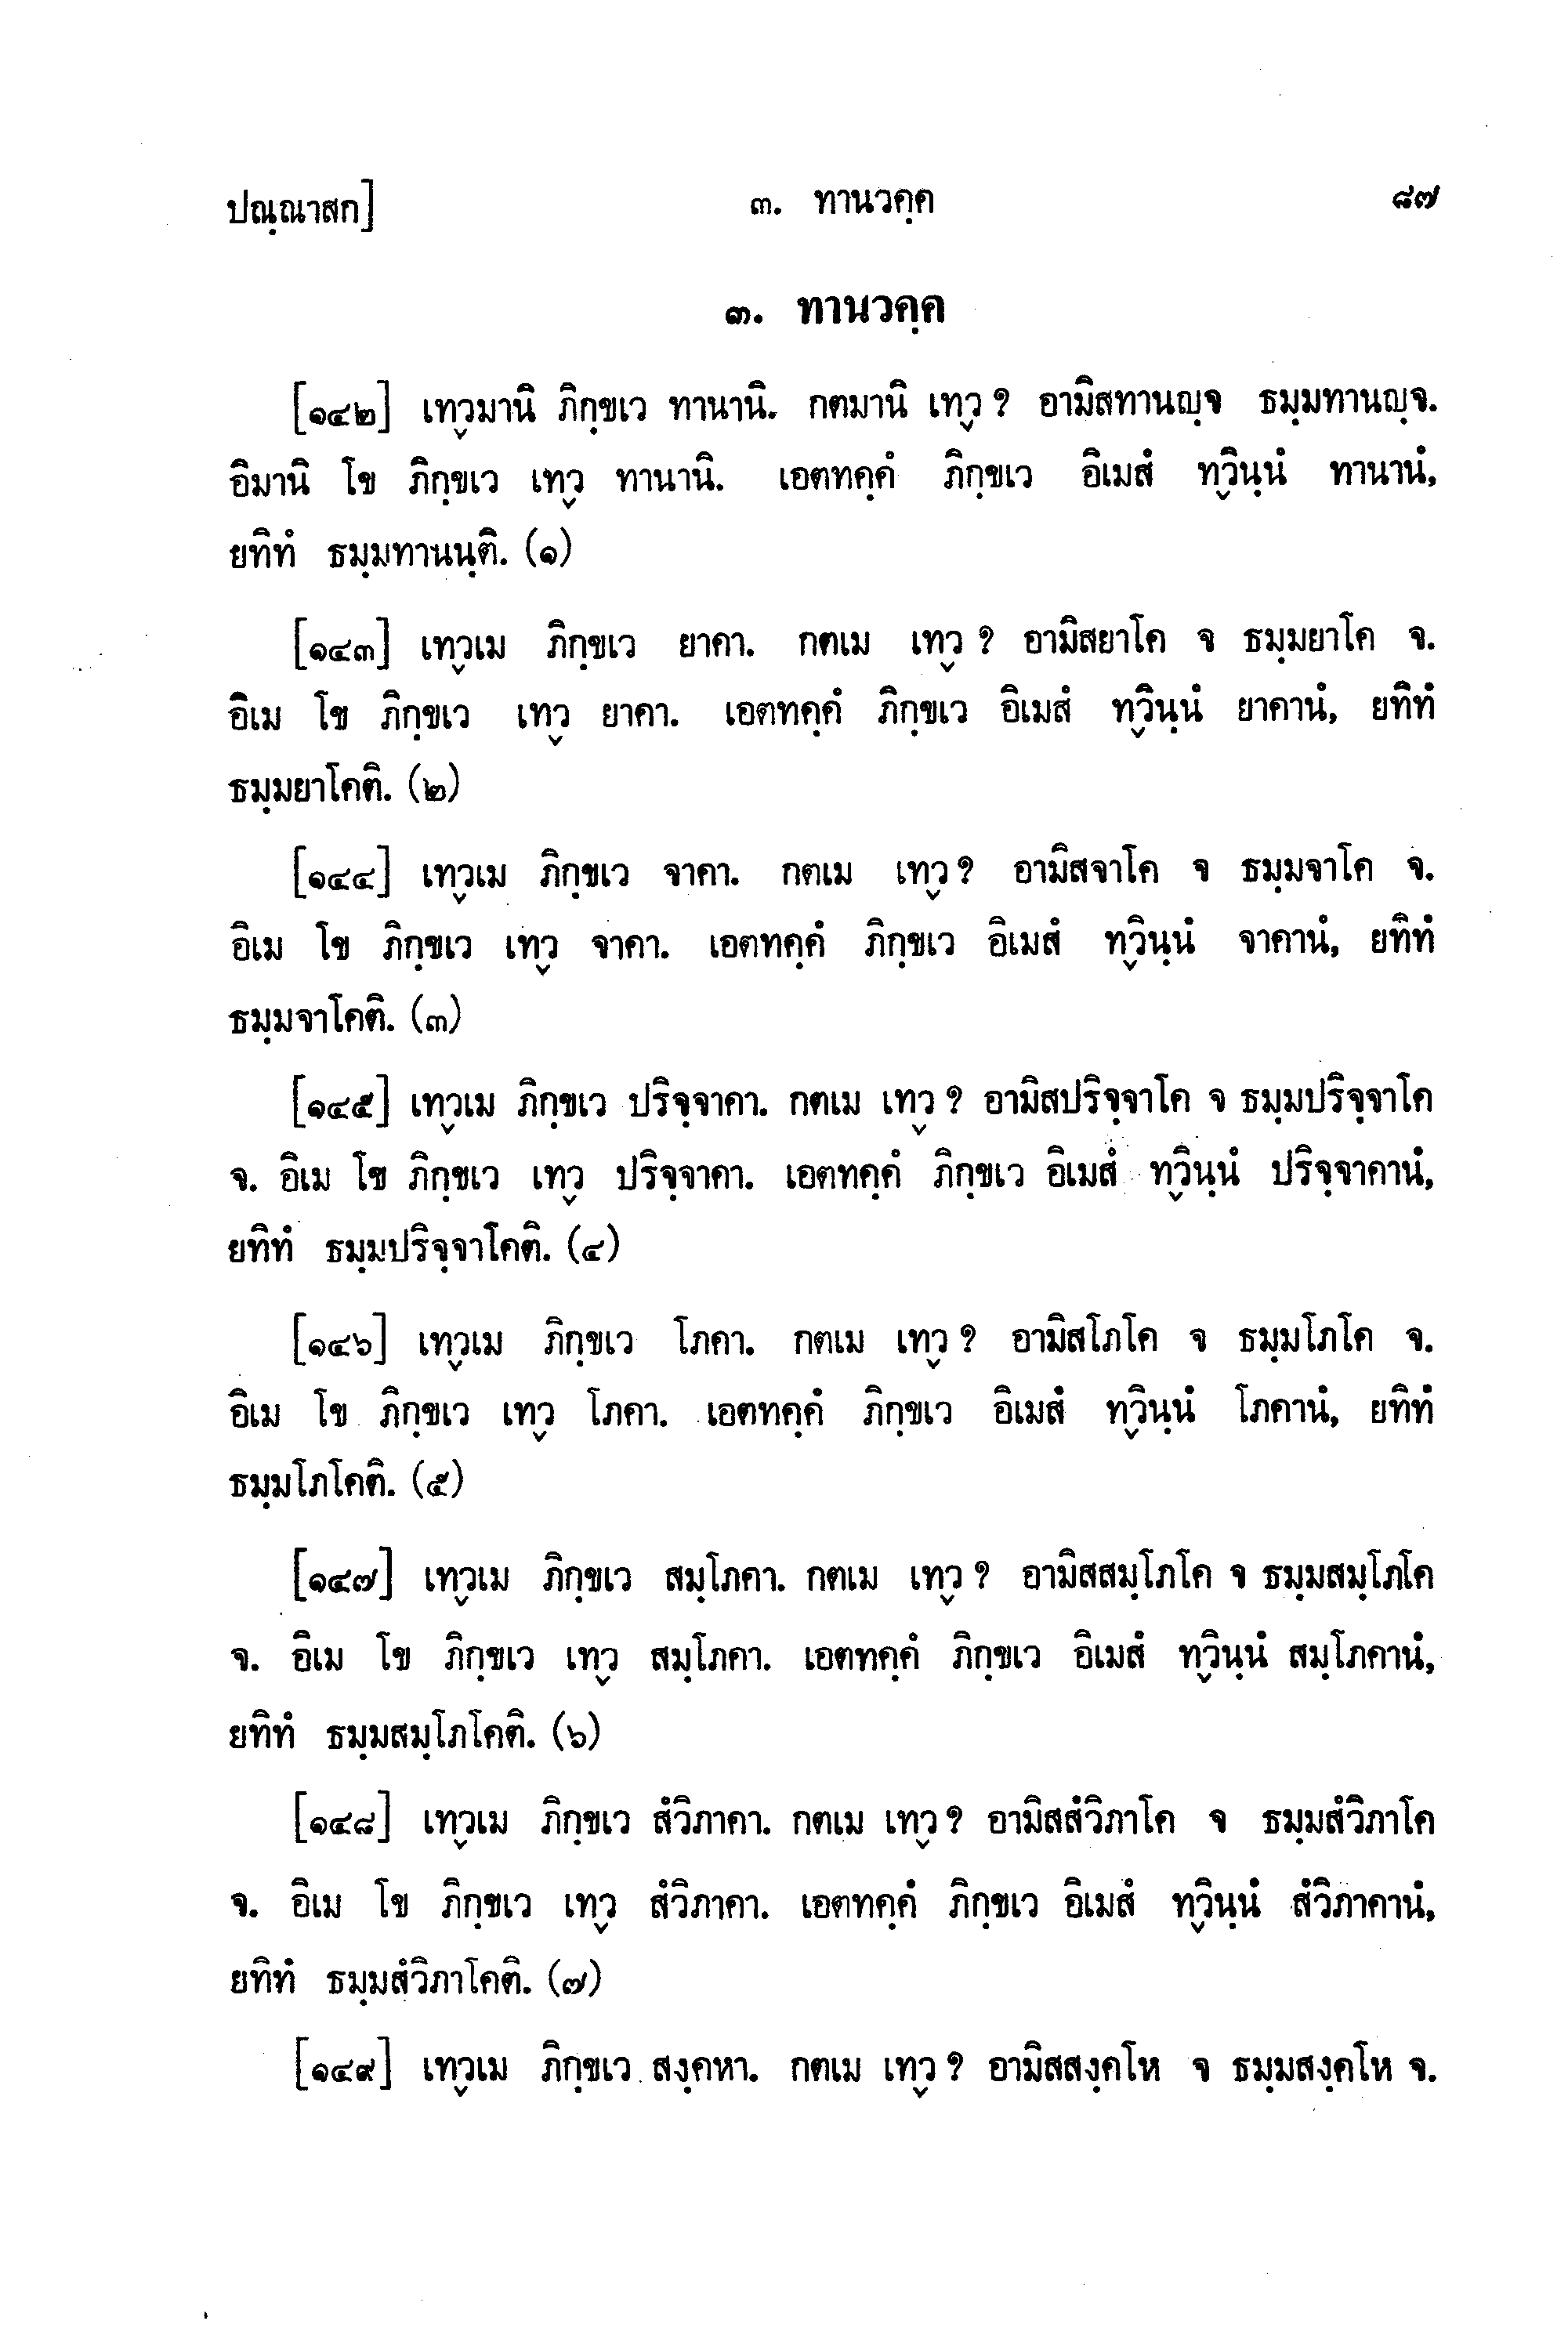 ปณฺณาสก] ๓. ทานวคฺค ๘๗
๓. ทานวคฺค
[๑๔๒] เทฺวมานิ ภิกฺขเว ทานานิ. กตมานิ เทฺว ? อามิสทานญฺจ ธมฺมทานญฺจ.
อิมานิ โข ภิกฺขเว เทฺว ทานานิ. เอตทคฺคํ ภิกฺขเว อิเมสํ ทฺวินฺนํ ทานานํ,
ยทิทํ ธมฺมทานนฺติ. (๑)
[๑๔๓] เทฺวเม ภิกฺขเว ยาคา. กตเม เทฺว ? อามิสยาโค จ ธมฺมยาโค จ.
อิเม โข ภิกฺขเว เทฺว ยาคา. เอตทคฺคํ ภิกฺขเว อิเมสํ ทฺวินฺนํ ยาคานํ, ยทิทํ
ธมฺมยาโคติ. (๒)
[๑๔๔] เทฺวเม ภิกฺขเว จาคา. กตเม เทฺว ? อามิสจาโค จ ธมฺมจาโค จ.
อิเม โข ภิกฺขเว เทฺว จาคา. เอตทคฺคํ ภิกฺขเว อิเมสํ ทฺวินฺนํ จาคานํ, ยทิทํ
ธมฺมจาโคติ. (๓)
[๑๔๕] เทฺวเม ภิกฺขเว ปริจฺจาคา. กตเม เทฺว ? อามิสปริจฺจาโค จ ธมฺมปริจฺจาโค
จ. อิเม โข ภิกฺขเว เทฺว ปริจฺจาคา. เอตทคฺคํ ภิกฺขเว อิเมสํ ทฺวินฺนํ ปริจฺจาคานํ,
ยทิทํ ธมฺมปริจฺจาโคติ. (๔)
[๑๔๖] เทฺวเม ภิกฺขเว โภคา. กตเม เทฺว ? อามิสโภโค จ ธมฺมโภโค จ.
อิเม โข ภิกฺขเว เทฺว โภคา. เอตทคฺคํ ภิกฺขเว อิเมสํ ทฺวินฺนํ โภคานํ, ยทิทํ
ธมฺมโภโคติ. (๕)
[๑๔๗] เทฺวเม ภิกฺขเว สมฺโภคา. กตเม เทฺว ? อามิสสมฺโภโค จ ธมฺมสมฺโภโค
จ. อิเม โข ภิกฺขเว เทฺว สมฺโภคา. เอตทคฺคํ ภิกฺขเว อิเมสํ ทฺวินฺนํ สมฺโภคานํ,
ยทิทํ ธมฺมสมฺโภโคติ. (๖)
[๑๔๘] เทฺวเม ภิกฺขเว สํวิภาคา. กตเม เทฺว ? อามิสสํวิภาโค จ ธมฺมสํวิภาโค
จ. อิเม โข ภิกฺขเว เทฺว สํวิภาคา. เอตทคฺคํ ภิกฺขเว อิเมสํ ทฺวินฺนํ สํวิภาคานํ,
ยทิทํ ธมฺมสํวิภาโคติ. (๗)
[๑๔๙] เทฺวเม ภิกฺขเว สงฺคหา. กตเม เทฺว ? อามิสสงฺคโห จ ธมฺมสงฺคโห จ.